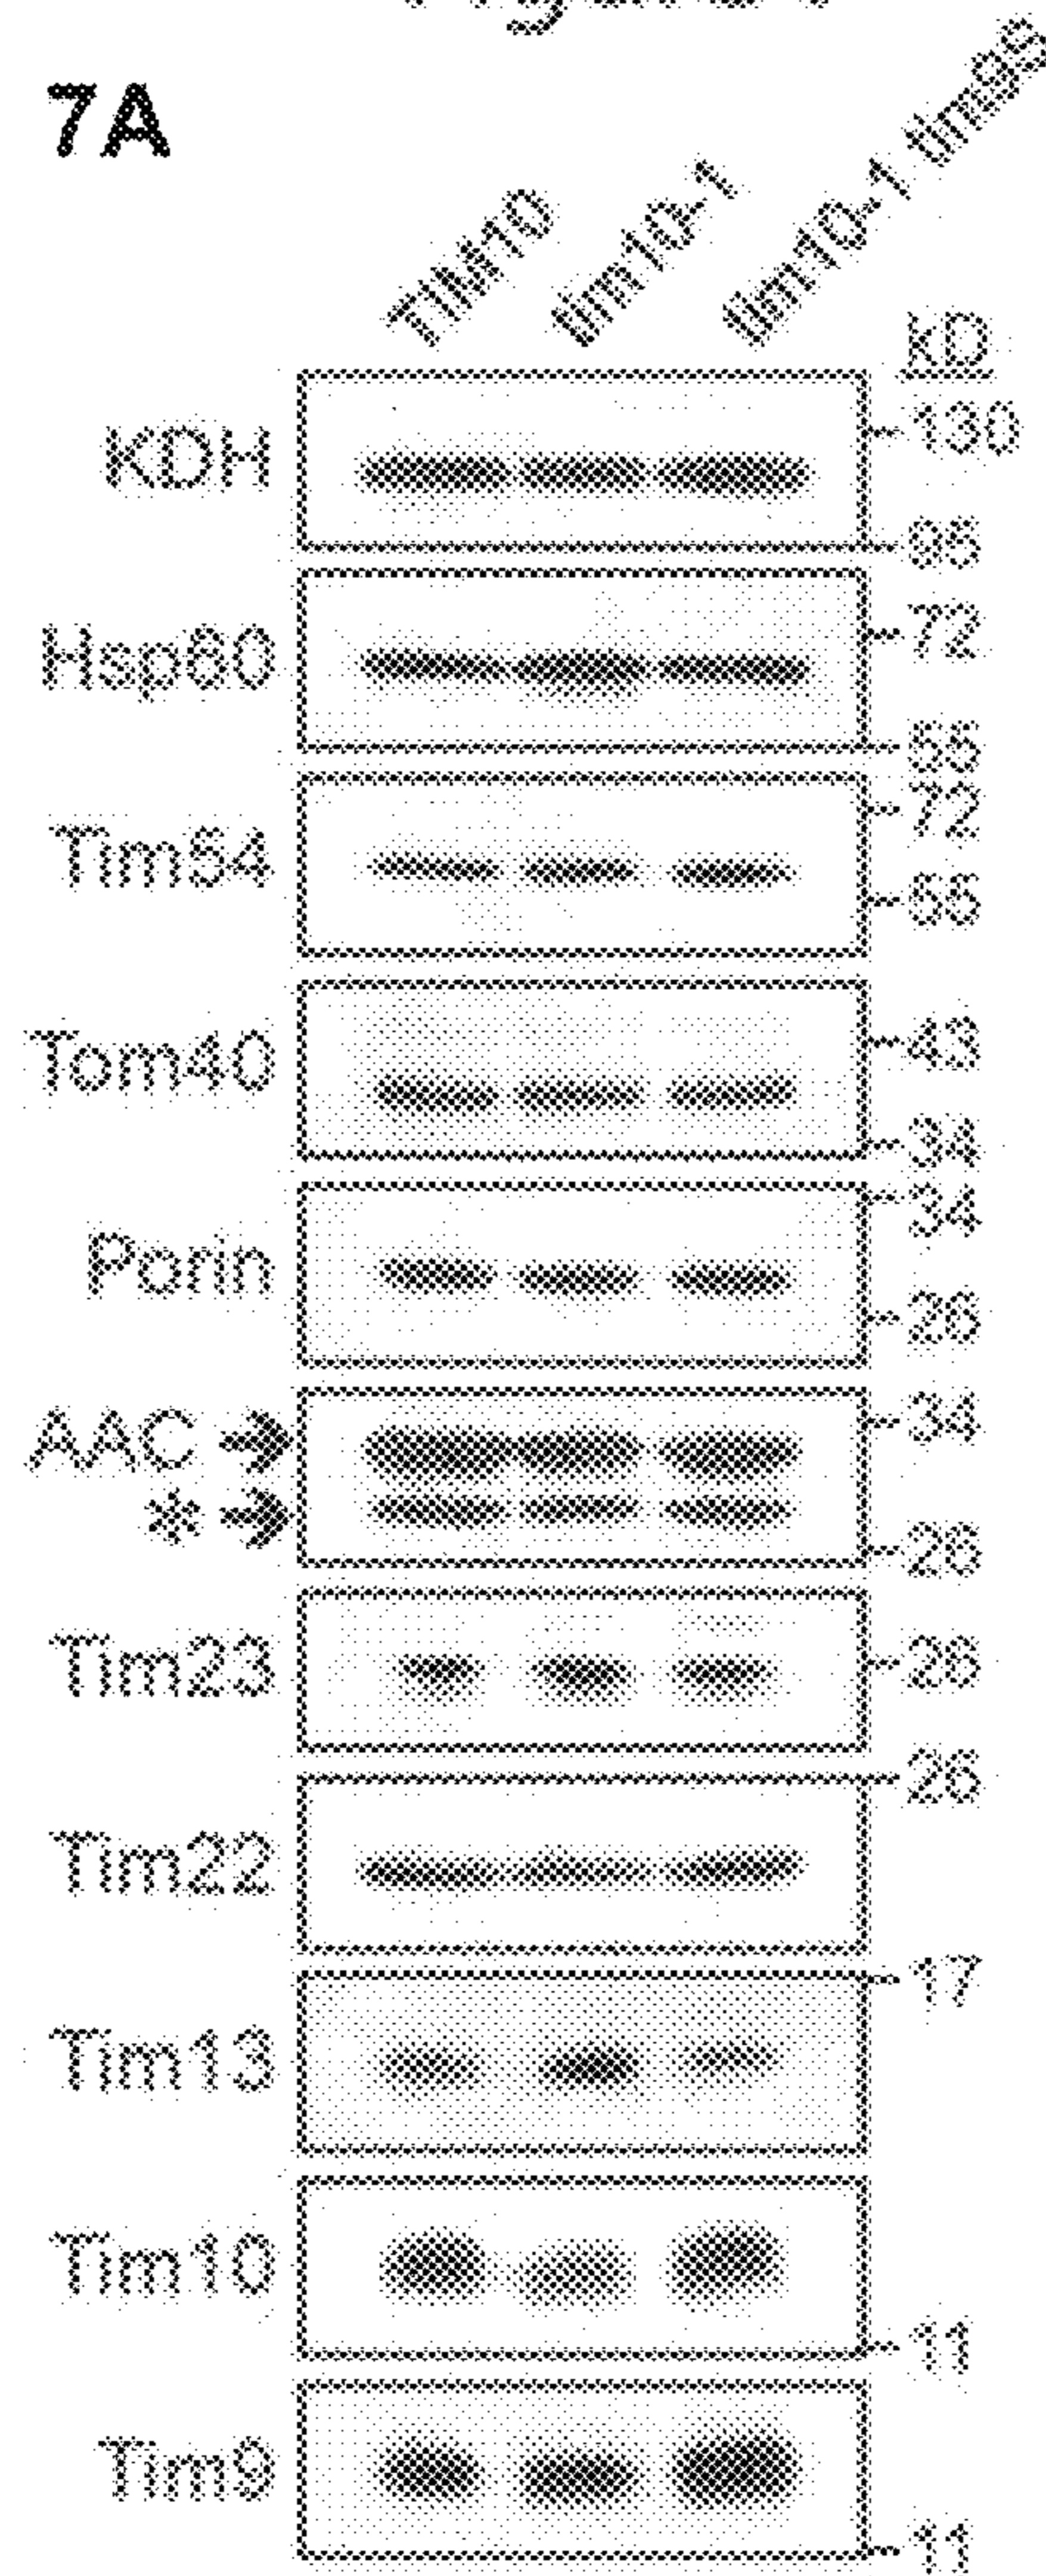 7A
TIM10
tim10-1
tim10-1 tim9S
kD
KDH
130
95
Hsp60
72
55
Tim54
72
55
Tom40
43
34
Porin
34
26
AAC →
34
* →
26
Tim23
26
Tim22
26
17
Tim13
Tim10
11
Tim9
11